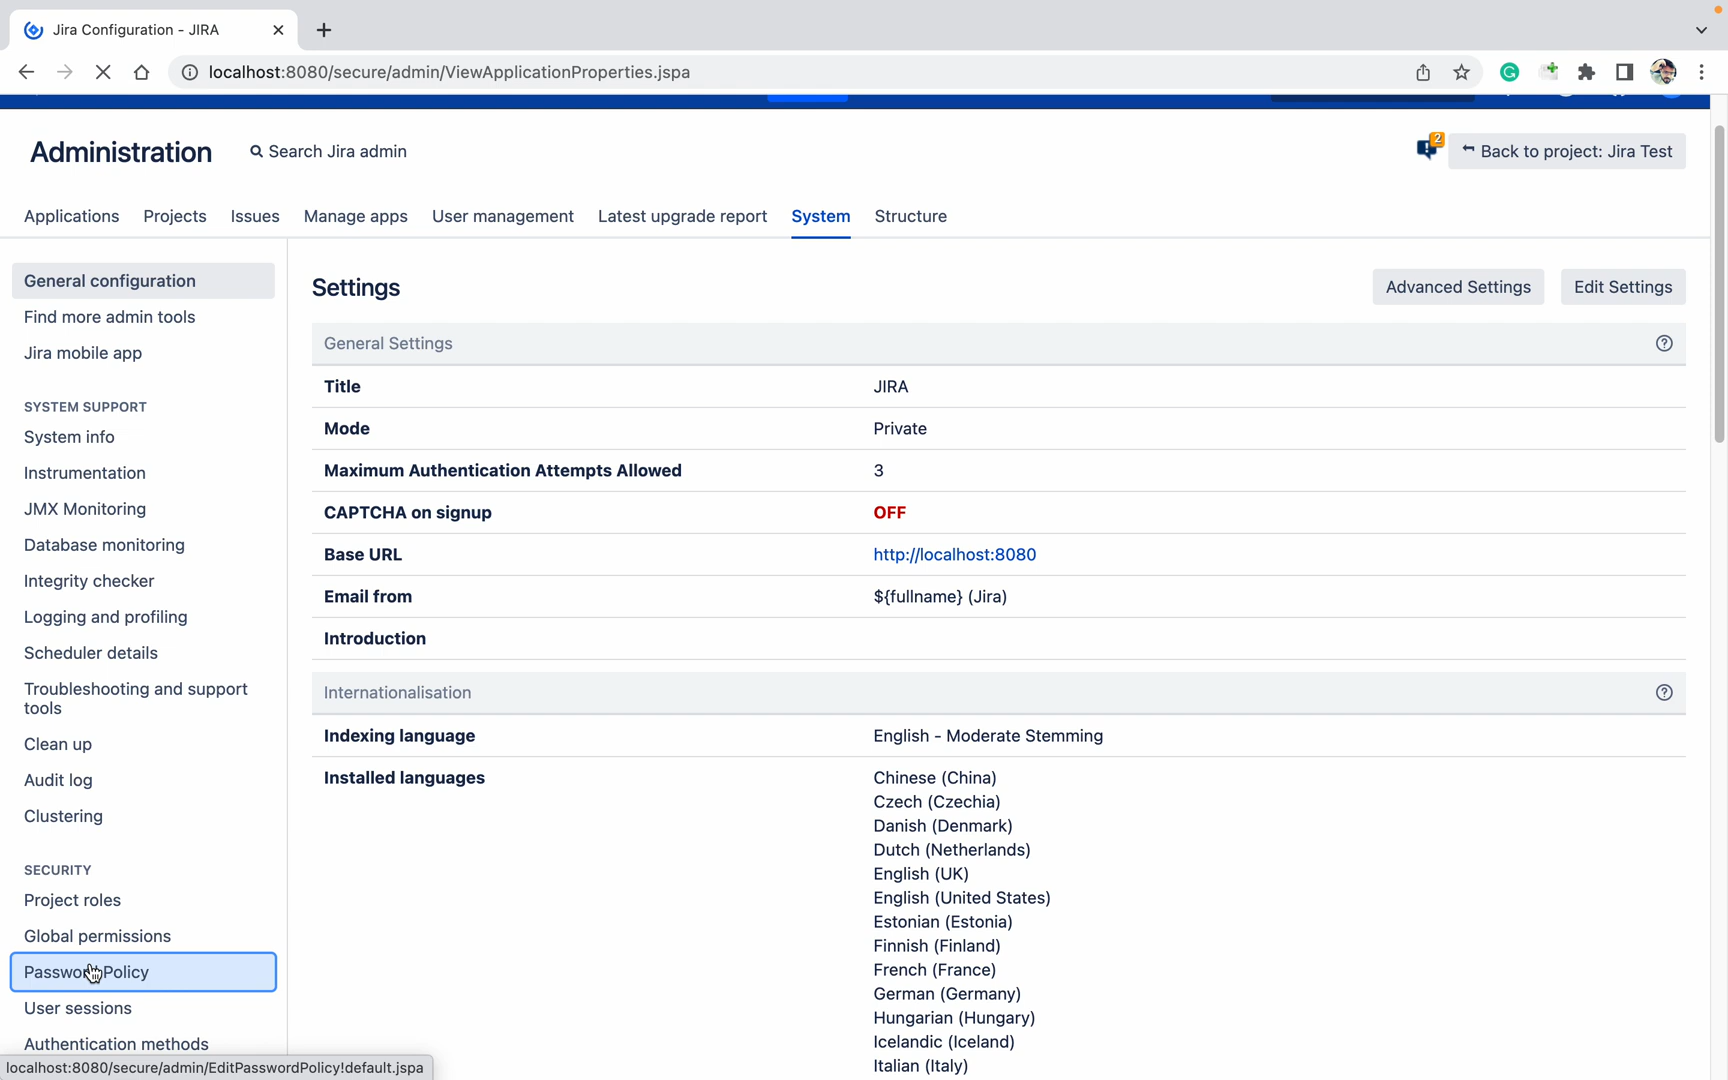 Jira Configuration - JIRA
localhost:8080/secure/admin/ViewApplicationProperties.jspa
Administration
Search Jira admin
2
Back to project: Jira Test
Applications Projects Issues Manage apps User management Latest upgrade report System Structure
General configuration
Find more admin tools
Jira mobile app
SYSTEM SUPPORT
System info
Instrumentation
JMX Monitoring
Database monitoring
Integrity checker
Logging and profiling
Scheduler details
Troubleshooting and support
tools
Clean up
Audit log
Clustering
SECURITY
Project roles
Global permissions
Password Policy
User sessions
Authentication methods
localhost:8080/secure/admin/EditPasswordPolicy!default.jspa
Settings
Advanced Settings
Edit Settings
General Settings
Title JIRA
Mode Private
Maximum Authentication Attempts Allowed 3
CAPTCHA on signup OFF
Base URL http://localhost:8080
Email from ${fullname} (Jira)
Introduction
Internationalisation
Indexing language English - Moderate Stemming
Installed languages Chinese (China)
Czech (Czechia)
Danish (Denmark)
Dutch (Netherlands)
English (UK)
English (United States)
Estonian (Estonia)
Finnish (Finland)
French (France)
German (Germany)
Hungarian (Hungary)
Icelandic (Iceland)
Italian (Italy)